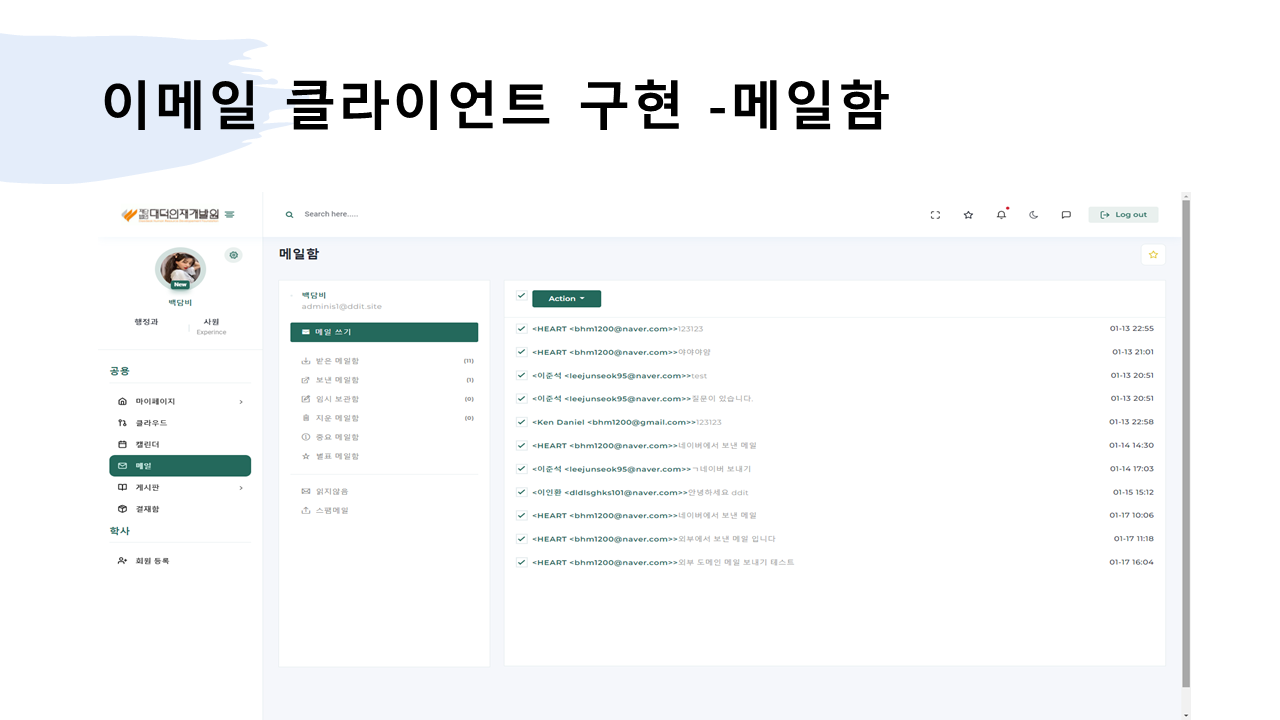 이메일 클라이언트 구현 -메일함
대덕인재개발원
Search here.....
Log out
New
백담비
행정과
사원
Experince
공용
마이페이지
클라우드
캘린더
메일
게시판
결재함
학사
회원 등록
메일함
백담비
adminis1@ddit.site
메일 쓰기
받은 메일함 (11)
보낸 메일함 (1)
임시 보관함 (0)
지운 메일함 (0)
중요 메일함
별표 메일함
읽지않음
스팸메일
Action
<HEART <bhm1200@naver.com>>123123 01-13 22:55
<HEART <bhm1200@naver.com>>야야야얌 01-13 21:01
<이준석 <leejunseok95@naver.com>>test 01-13 20:51
<이준석 <leejunseok95@naver.com>>질문이 있습니다. 01-13 20:51
<Ken Daniel <bhm1200@gmail.com>>123123 01-13 22:58
<HEART <bhm1200@naver.com>>네이버에서 보낸 메일 01-14 14:30
<이준석 <leejunseok95@naver.com>>ㄱ네이버 보내기 01-14 17:03
<이인환 <dldlsghks101@naver.com>>안녕하세요 ddit 01-15 15:12
<HEART <bhm1200@naver.com>>네이버에서 보낸 메일 01-17 10:06
<HEART <bhm1200@naver.com>>외부에서 보낸 메일 입니다 01-17 11:18
<HEART <bhm1200@naver.com>>외부 도메인 메일 보내기 테스트 01-17 16:04